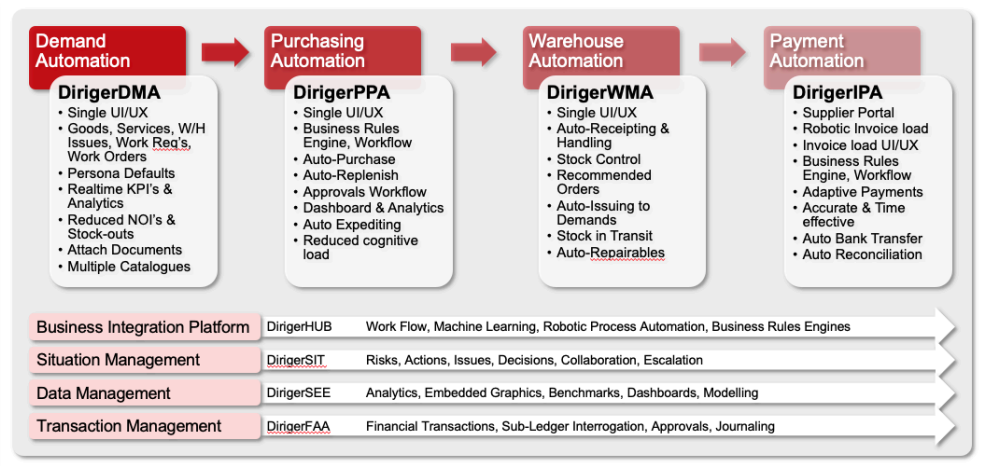 Demand
Automation
DirigerDMA
• Single UI/UX
• Goods, Services, W/H
Issues, Work Req's,
Work Orders
• Persona Defaults
• Realtime KPI's &
Analytics
• Reduced NOI's &
Stock-outs
• Attach Documents
• Multiple Catalogues
Purchasing
Automation
DirigerPPA
• Single UI/UX
• Business Rules
Engine, Workflow
• Auto-Purchase
• Auto-Replenish
• Approvals Workflow
• Dashboard & Analytics
• Auto Expediting
• Reduced cognitive
load
Warehouse
Automation
DirigerWMA
• Single UI/UX
• Auto-Receipting &
Handling
• Stock Control
• Recommended
Orders
• Auto-Issuing to
Demands
• Stock in Transit
• Auto-Repairables
Payment
Automation
DirigerIPA
• Supplier Portal
• Robotic Invoice load
• Invoice load UI/UX
• Business Rules
Engine, Workflow
• Adaptive Payments
• Accurate & Time
effective
• Auto Bank Transfer
• Auto Reconciliation
Business Integration Platform DirigerHUB Work Flow, Machine Learning, Robotic Process Automation, Business Rules Engines
Situation Management DirigerSIT Risks, Actions, Issues, Decisions, Collaboration, Escalation
Data Management DirigerSEE Analytics, Embedded Graphics, Benchmarks, Dashboards, Modelling
Transaction Management DirigerFAA Financial Transactions, Sub-Ledger Interrogation, Approvals, Journaling